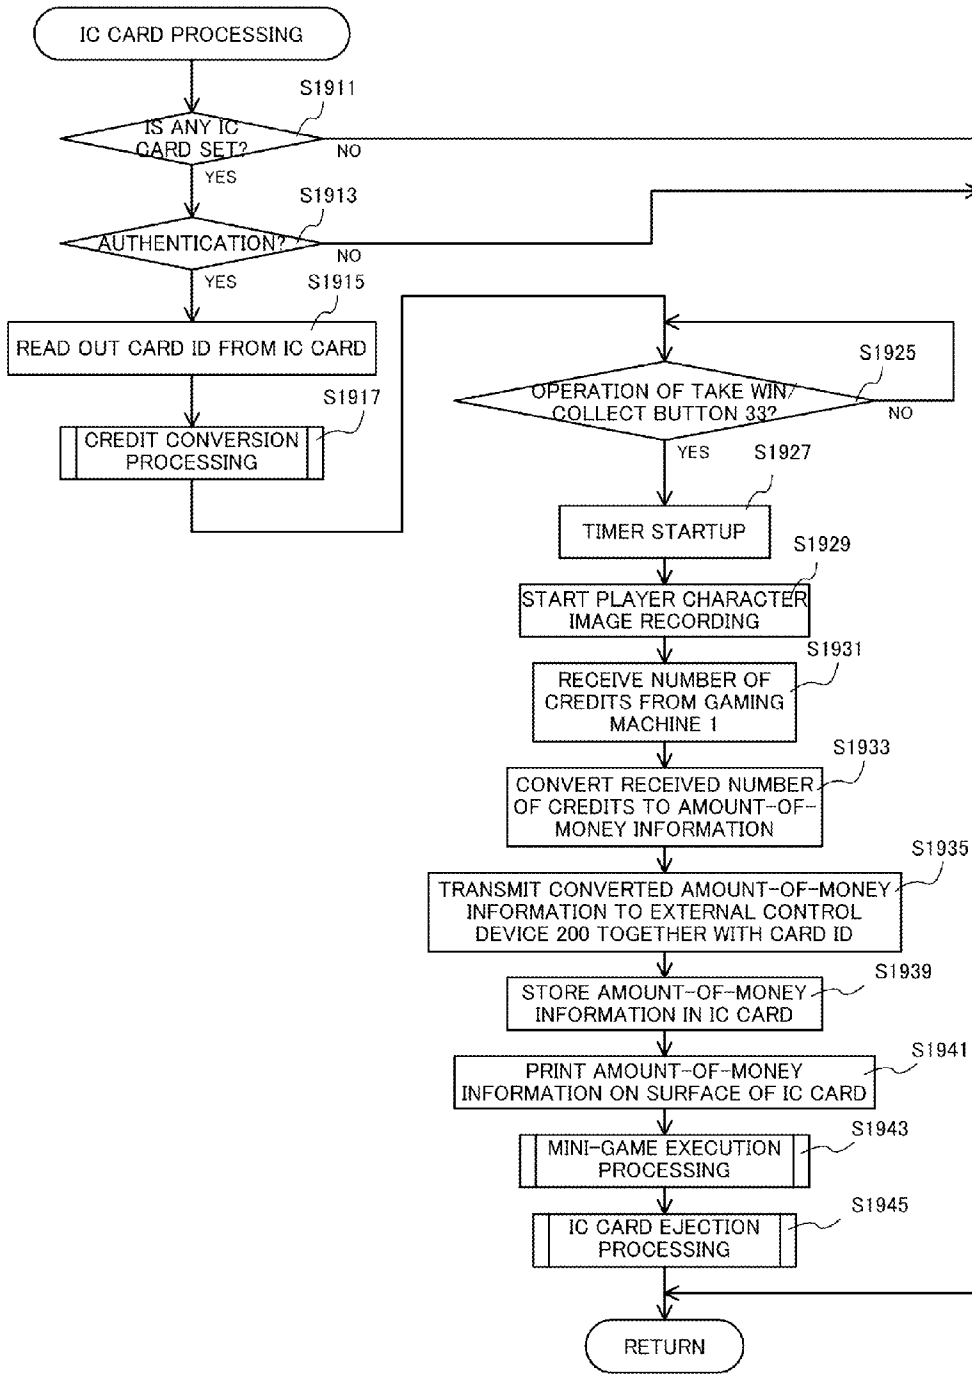 IC CARD PROCESSING
S1911
IS ANY IC
CARD SET?
NO
YES
S1913
AUTHENTICATION?
NO
YES
S1915
READ OUT CARD ID FROM IC CARD
S1917
CREDIT CONVERSION
PROCESSING
S1925
OPERATION OF TAKE WIN/
COLLECT BUTTON 33?
NO
YES
S1927
TIMER STARTUP
S1929
START PLAYER CHARACTER
IMAGE RECORDING
S1931
RECEIVE NUMBER OF
CREDITS FROM GAMING
MACHINE 1
S1933
CONVERT RECEIVED NUMBER
OF CREDITS TO AMOUNT-OF-
MONEY INFORMATION
S1935
TRANSMIT CONVERTED AMOUNT-OF-MONEY
INFORMATION TO EXTERNAL CONTROL
DEVICE 200 TOGETHER WITH CARD ID
S1939
STORE AMOUNT-OF-MONEY
INFORMATION IN IC CARD
S1941
PRINT AMOUNT-OF-MONEY
INFORMATION ON SURFACE OF IC CARD
S1943
MINI-GAME EXECUTION
PROCESSING
S1945
IC CARD EJECTION
PROCESSING
RETURN